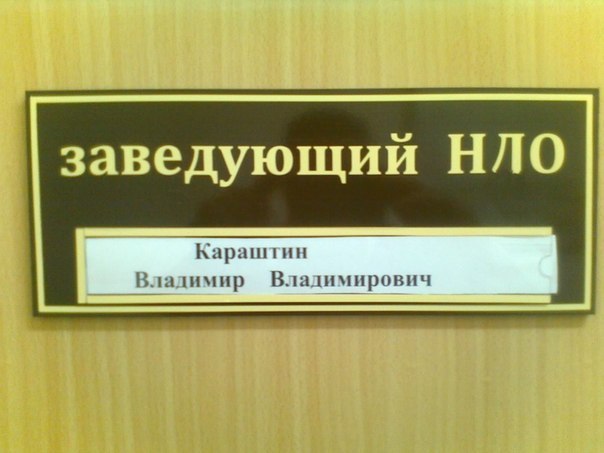 заведующий НЛО
Караштин
Владимир Владимирович